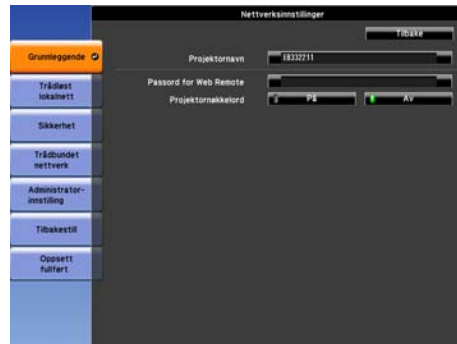 Nettverksinnstillinger
Tilbake
Grunnleggende
Projektornavn
EB332211
Trådløst
lokalnett
Passord for Web Remote
Projektornøkkelord
På
Av
Sikkerhet
Trådbundet
nettverk
Administrator-
innstilling
Tilbakestill
Oppsett
fullført